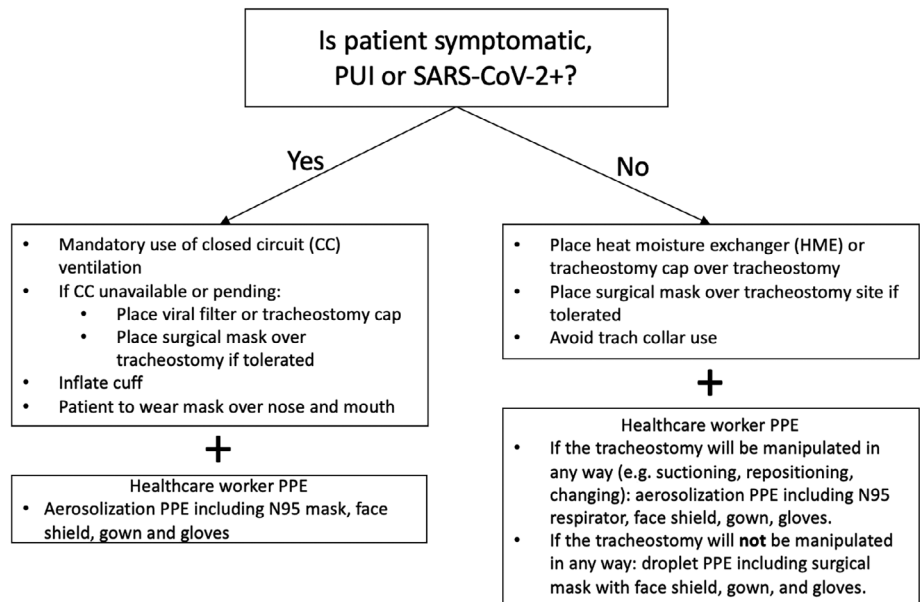 Is patient symptomatic,
PUI or SARS-CoV-2+?
Yes
No
• Mandatory use of closed circuit (CC)
ventilation
• If CC unavailable or pending:
• Place viral filter or tracheostomy cap
• Place surgical mask over
tracheostomy if tolerated
• Inflate cuff
• Patient to wear mask over nose and mouth
+
Healthcare worker PPE
• Aerosolization PPE including N95 mask, face
shield, gown and gloves
• Place heat moisture exchanger (HME) or
tracheostomy cap over tracheostomy
• Place surgical mask over tracheostomy site if
tolerated
• Avoid trach collar use
+
Healthcare worker PPE
• If the tracheostomy will be manipulated in
any way (e.g. suctioning, repositioning,
changing): aerosolization PPE including N95
respirator, face shield, gown, gloves.
• If the tracheostomy will not be manipulated
in any way: droplet PPE including surgical
mask with face shield, gown, and gloves.